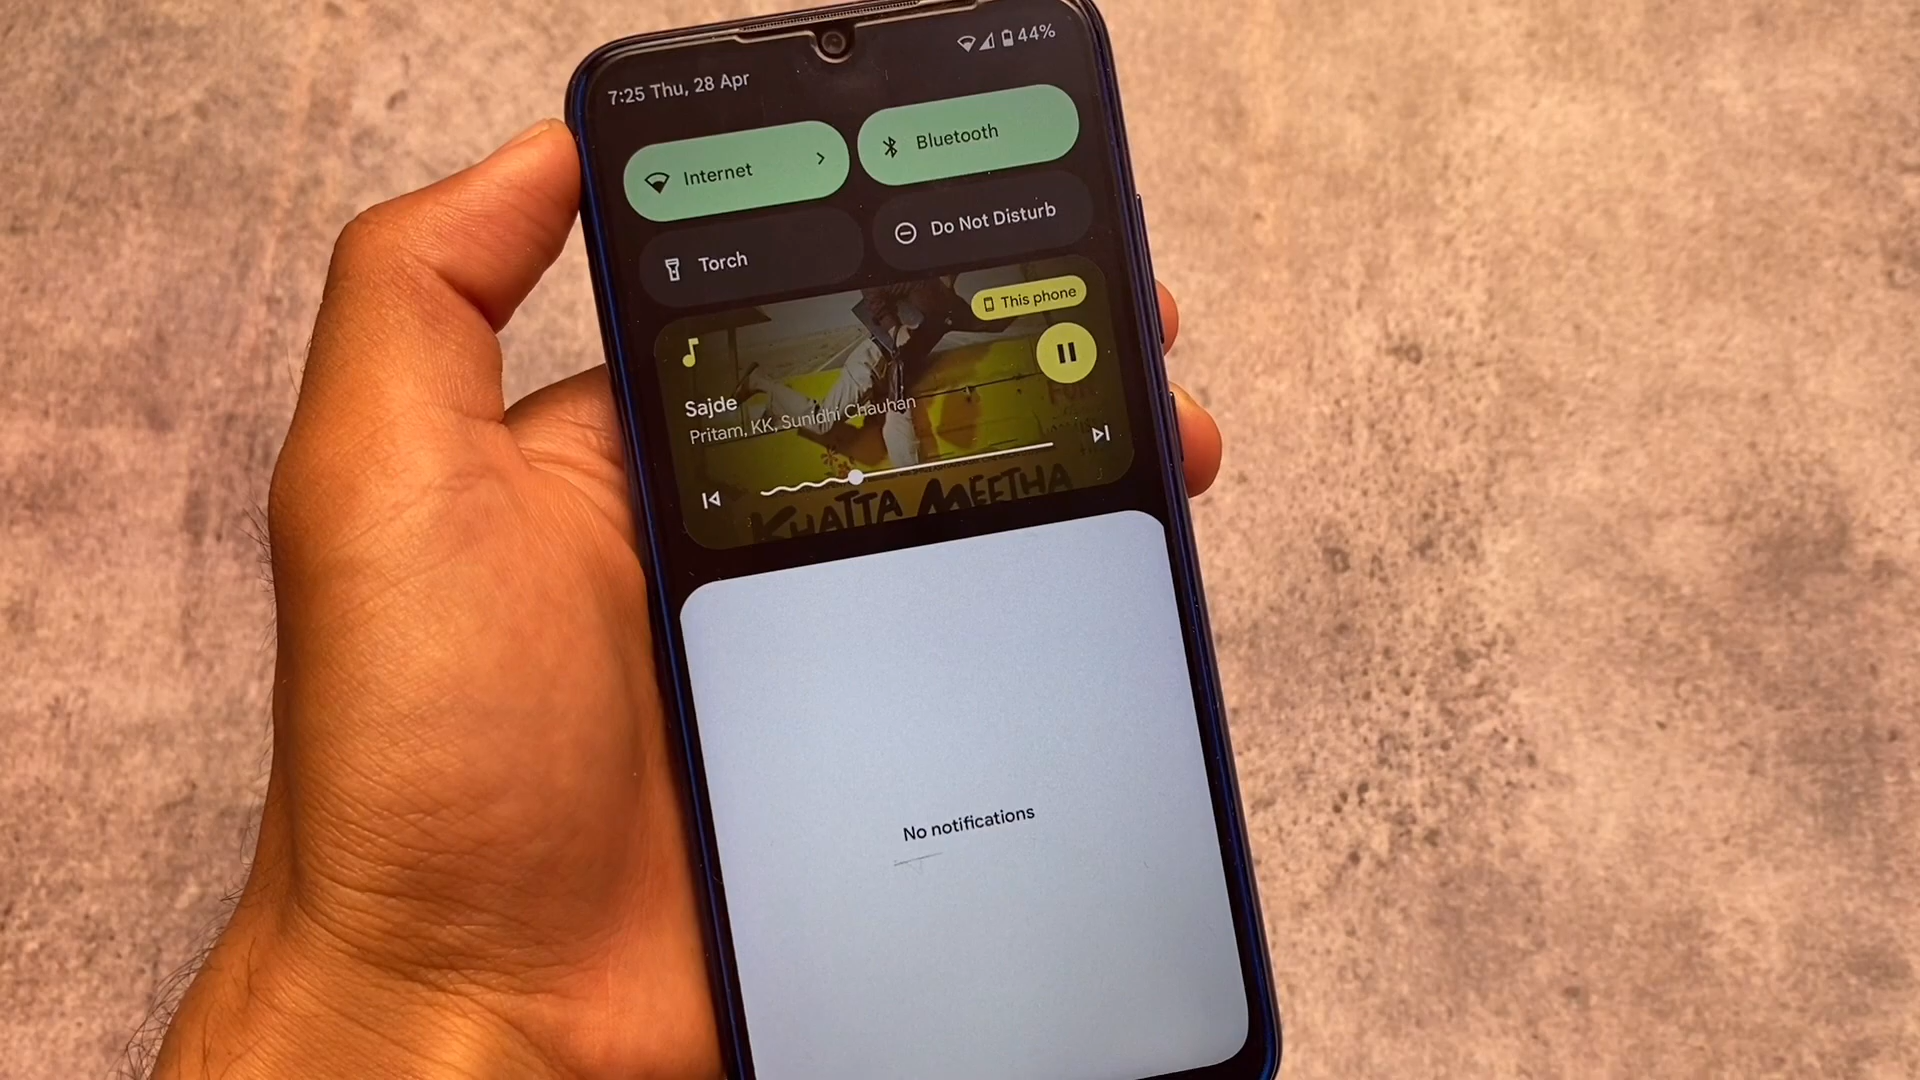 44%
7:25 Thu, 28 Apr
Internet
Bluetooth
Torch
Do Not Disturb
This phone
Sajde
Pritam, KK, Sunidhi Chauhan
KHATTA MEETHA
No notifications